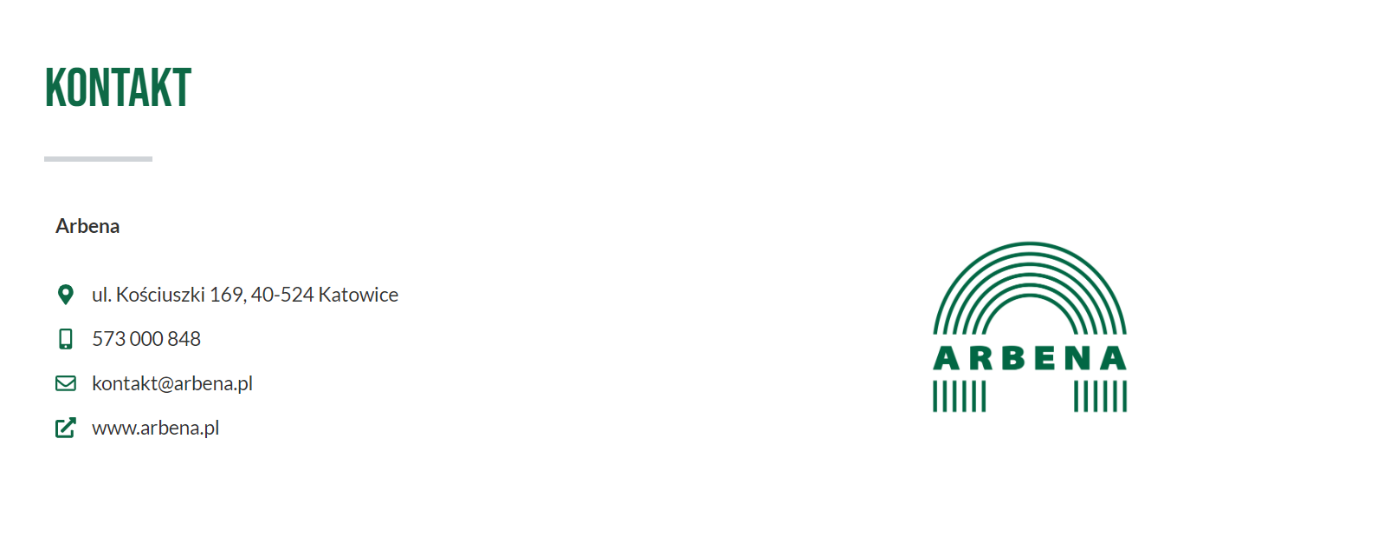 KONTAKT
Arbena
ul. Kościuszki 169, 40-524 Katowice
573 000 848
kontakt@arbena.pl
www.arbena.pl
ARBENA